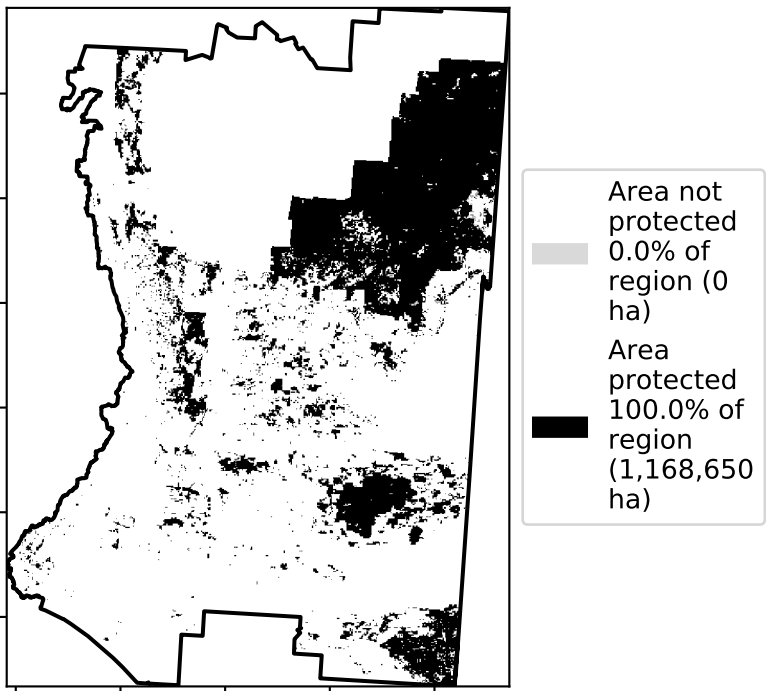 Area not
protected
0.0% of
region (0
ha)
Area
protected
100.0% of
region
(1,168,650
ha)